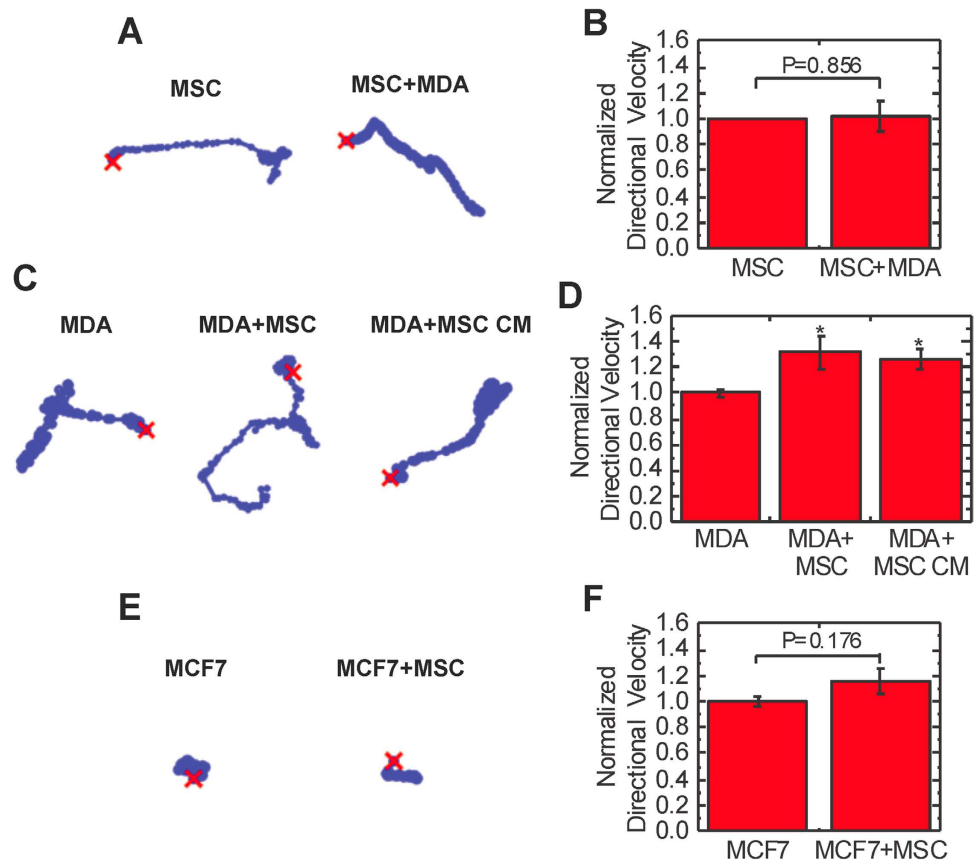 A
MSC
MSC+MDA
B
Normalized
Directional Velocity
1.6
1.4
1.2
1.0
0.8
0.6
0.4
0.2
0.0
P=0.856
MSC
MSC+MDA
C
MDA
MDA+MSC
MDA+MSC CM
D
Normalized
Directional Velocity
1.6
1.4
1.2
1.0
0.8
0.6
0.4
0.2
0.0
*
*
MDA
MDA+
MSC
MDA+
MSC CM
E
MCF7
MCF7+MSC
F
Normalized
Directional Velocity
1.6
1.4
1.2
1.0
0.8
0.6
0.4
0.2
0.0
P=0.176
MCF7
MCF7+MSC